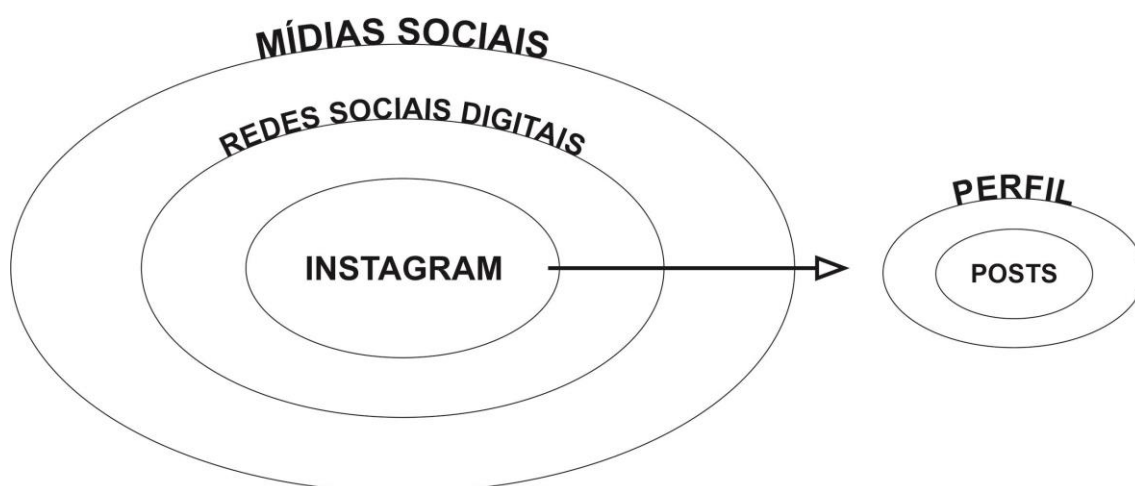 MÍDIAS SOCIAIS
REDES SOCIAIS DIGITAIS
INSTAGRAM
PERFIL
POSTS